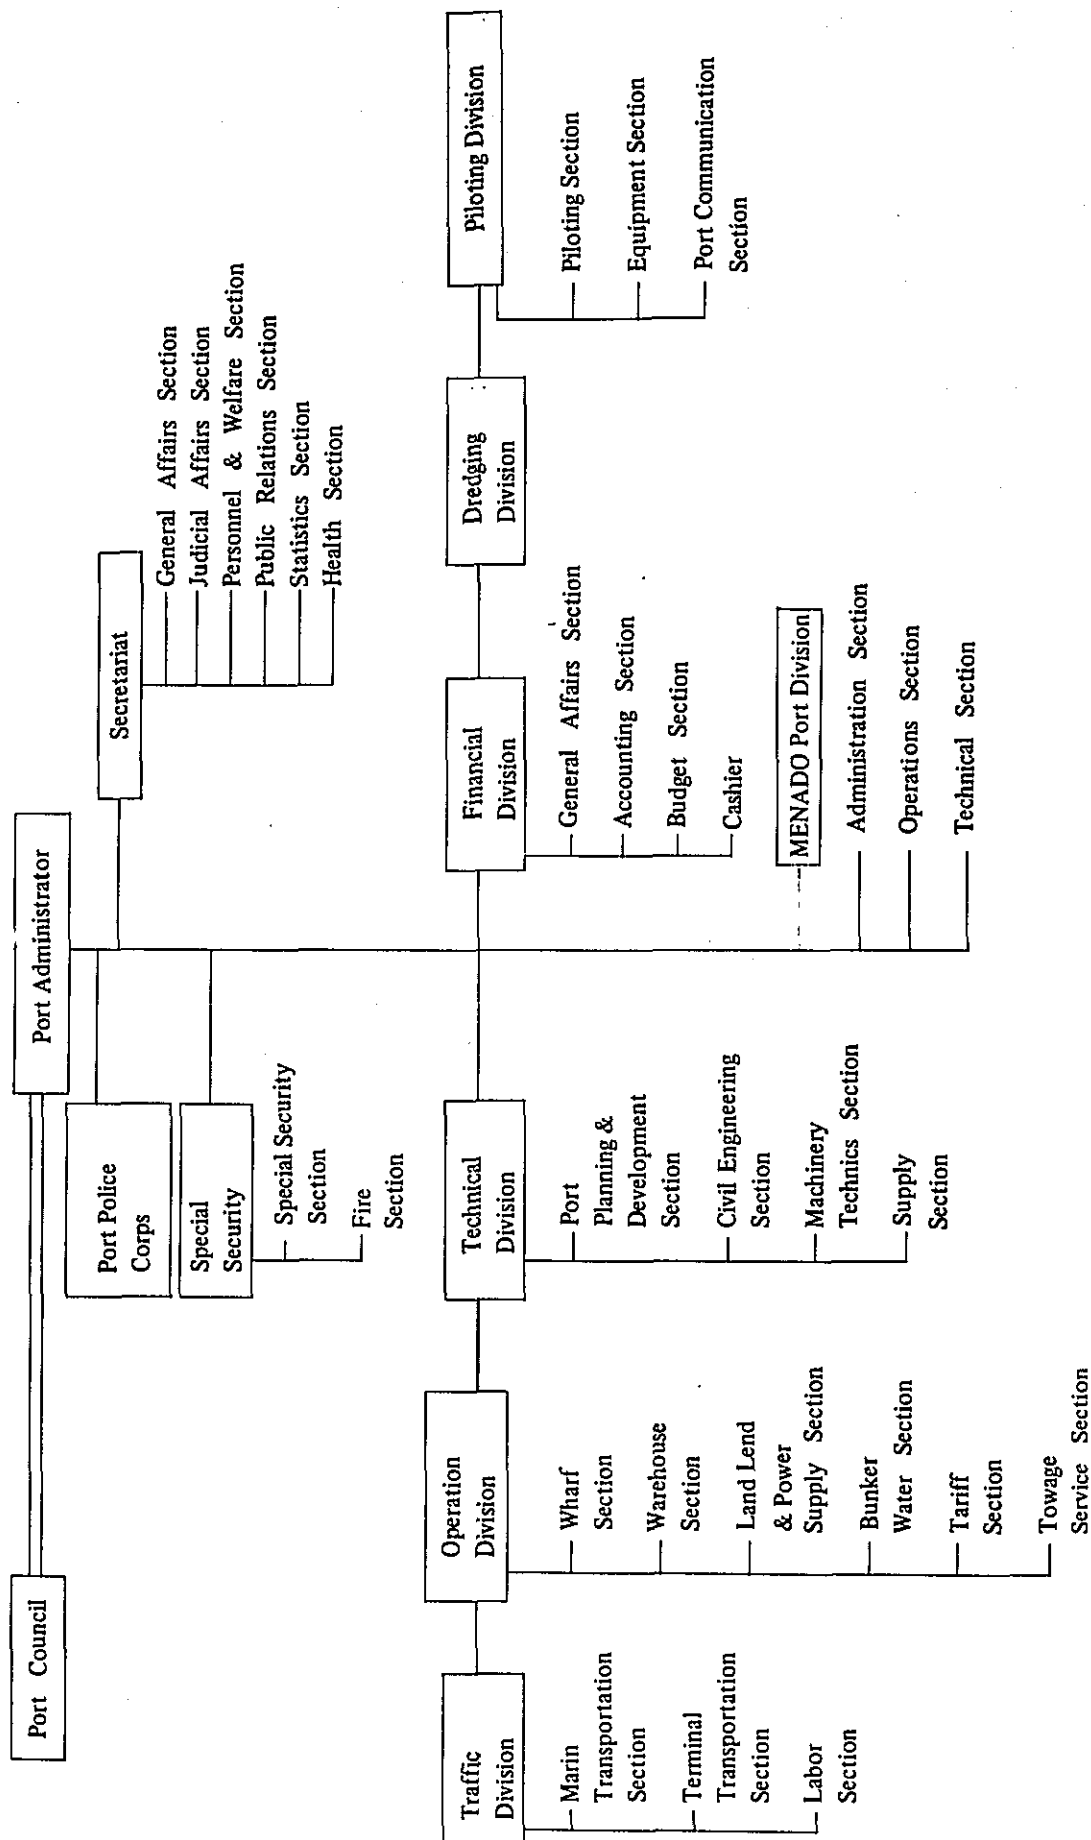 Port Council
Port Administrator
Port Police
Corps
Special
Security
Special Security
Section
Fire
Section
Secretariat
General Affairs Section
Judicial Affairs Section
Personnel & Welfare Section
Public Relations Section
Statistics Section
Health Section
Traffic
Division
Marin
Transportation
Section
Terminal
Transportation
Section
Labor
Section
Operation
Division
Wharf
Section
Warehouse
Section
Land Lend
& Power
Supply Section
Bunker
Water Section
Tariff
Section
Towage
Service Section
Technical
Division
Port
Planning &
Development
Section
Civil Engineering
Section
Machinery
Technics Section
Supply
Section
Financial
Division
General Affairs Section
Accounting Section
Budget Section
Cashier
Dredging
Division
Piloting Division
Piloting Section
Equipment Section
Port Communication
Section
MENADO Port Division
Administration Section
Operations Section
Technical Section